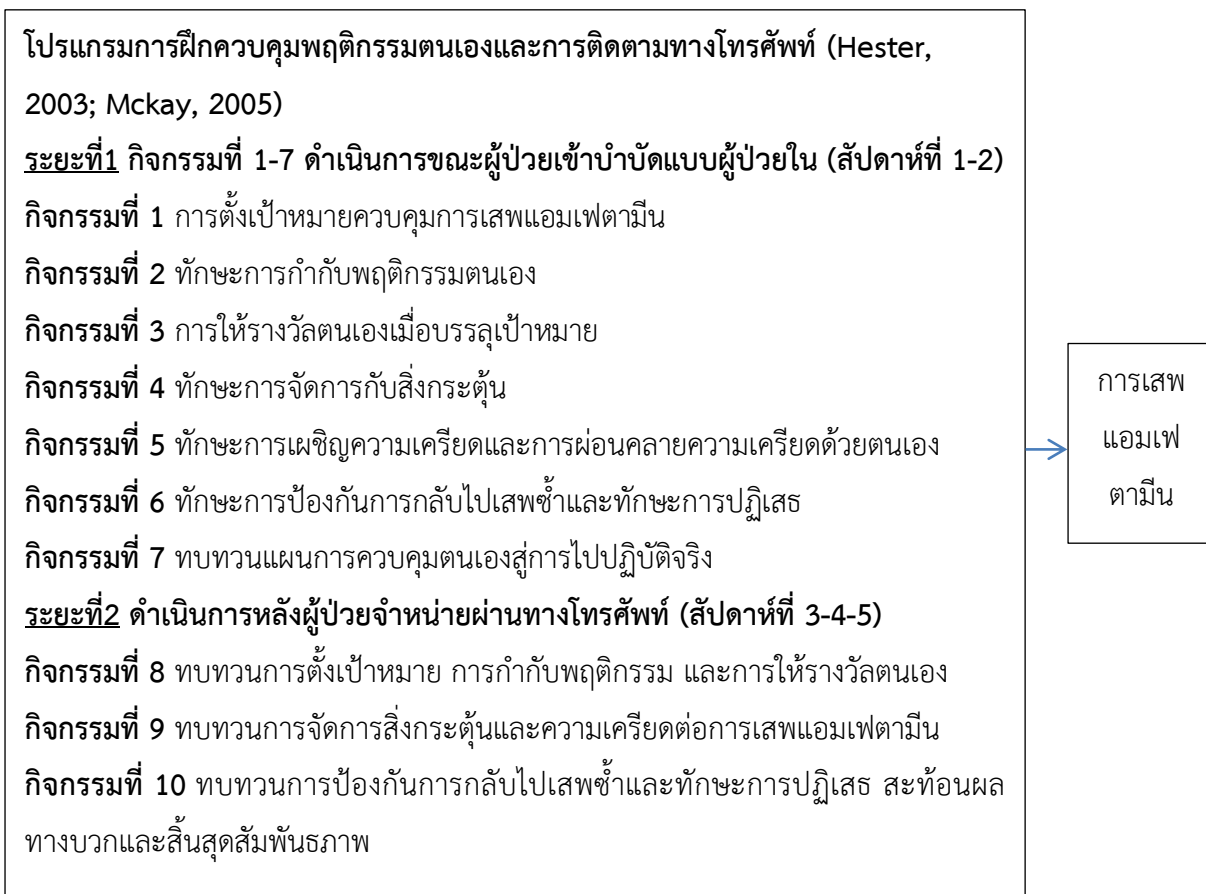 โปรแกรมการฝึกควบคุมพฤติกรรมตนเองและการติดตามทางโทรศัพท์ (Hester,
2003; Mckay, 2005)
ระยะที่1 กิจกรรมที่ 1-7 ดำเนินการขณะผู้ป่วยเข้าบำบัดแบบผู้ป่วยใน (สัปดาห์ที่ 1-2)
กิจกรรมที่ 1 การตั้งเป้าหมายควบคุมการเสพแอมเฟตามีน
กิจกรรมที่ 2 ทักษะการกำกับพฤติกรรมตนเอง
กิจกรรมที่ 3 การให้รางวัลตนเองเมื่อบรรลุเป้าหมาย
กิจกรรมที่ 4 ทักษะการจัดการกับสิ่งกระตุ้น
กิจกรรมที่ 5 ทักษะการเผชิญความเครียดและการผ่อนคลายความเครียดด้วยตนเอง
กิจกรรมที่ 6 ทักษะการป้องกันการกลับไปเสพซ้ำและทักษะการปฏิเสธ
กิจกรรมที่ 7 ทบทวนแผนการควบคุมตนเองสู่การไปปฏิบัติจริง
ระยะที่2 ดำเนินการหลังผู้ป่วยจำหน่ายผ่านทางโทรศัพท์ (สัปดาห์ที่ 3-4-5)
กิจกรรมที่ 8 ทบทวนการตั้งเป้าหมาย การกำกับพฤติกรรม และการให้รางวัลตนเอง
กิจกรรมที่ 9 ทบทวนการจัดการสิ่งกระตุ้นและความเครียดต่อการเสพแอมเฟตามีน
กิจกรรมที่ 10 ทบทวนการป้องกันการกลับไปเสพซ้ำและทักษะการปฏิเสธ สะท้อนผล
ทางบวกและสิ้นสุดสัมพันธภาพ
การเสพ
แอมเฟ
ตามีน